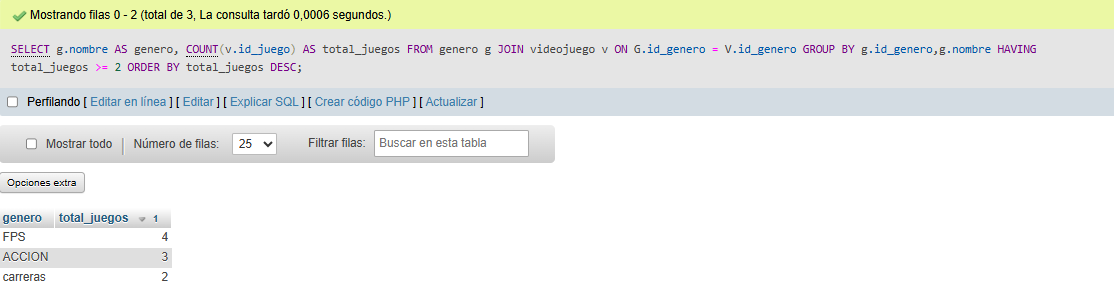 Mostrando filas 0 - 2 (total de 3, La consulta tardó 0,0006 segundos.)
SELECT g.nombre AS genero, COUNT(v.id_juego) AS total_juegos FROM genero g JOIN videojuego v ON G.id_genero = V.id_genero GROUP BY g.id_genero,g.nombre HAVING
total_juegos >= 2 ORDER BY total_juegos DESC;
Perfilando [ Editar en línea ] [ Editar ] [ Explicar SQL ] [ Crear código PHP ] [ Actualizar ]
Mostrar todo | Número de filas: 25 Filtrar filas: Buscar en esta tabla
Opciones extra
genero total_juegos 1
FPS 4
ACCION 3
carreras 2